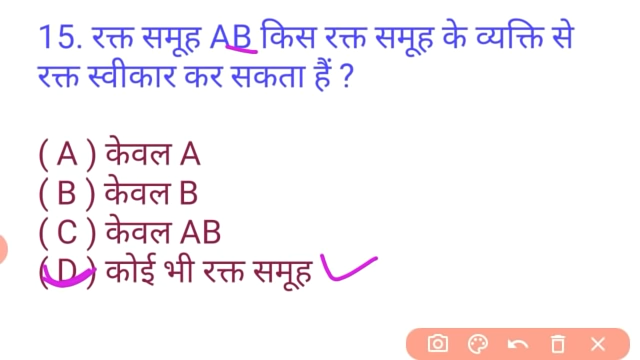 15. रक्त समूह AB किस रक्त समूह के व्यक्ति से
रक्त स्वीकार कर सकता हैं ?
( A ) केवल A
( B ) केवल B
( C ) केवल AB
( D ) कोई भी रक्त समूह